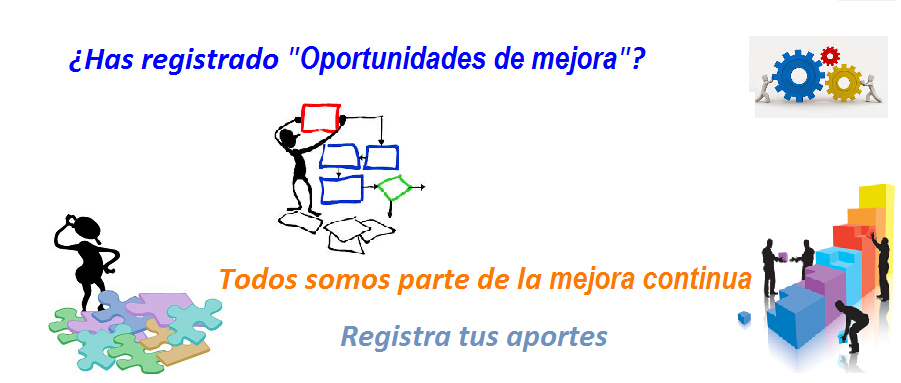 ¿Has registrado "Oportunidades de mejora"?
Todos somos parte de la mejora continua
Registra tus aportes